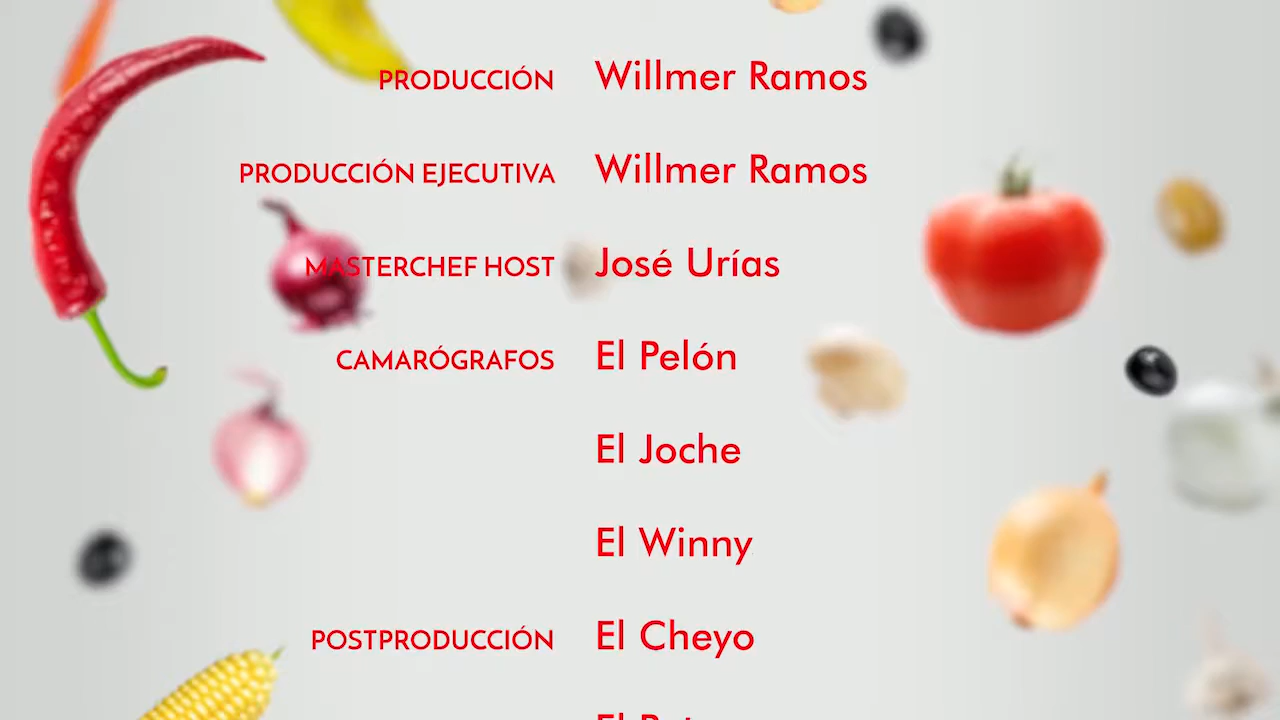 PRODUCCIÓN Willmer Ramos
PRODUCCIÓN EJECUTIVA Willmer Ramos
MASTERCHEF HOST José Urías
CAMARÓGRAFOS El Pelón
El Joche
El Winny
POSTPRODUCCIÓN El Cheyo
El